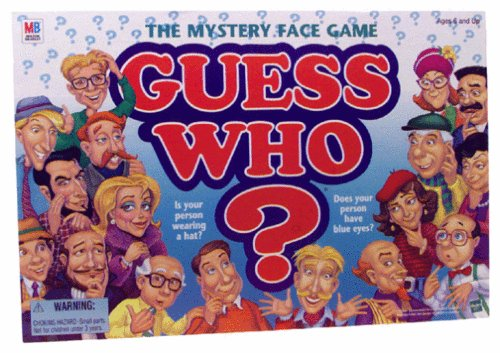 MB
THE MYSTERY FACE GAME
Ages 6 and Up
GUESS
WHO
?
Is your
person
wearing
a hat?
Does your
person
have
blue eyes?
WARNING:
CHOKING HAZARD-Small parts.
Not for children under 3 years.